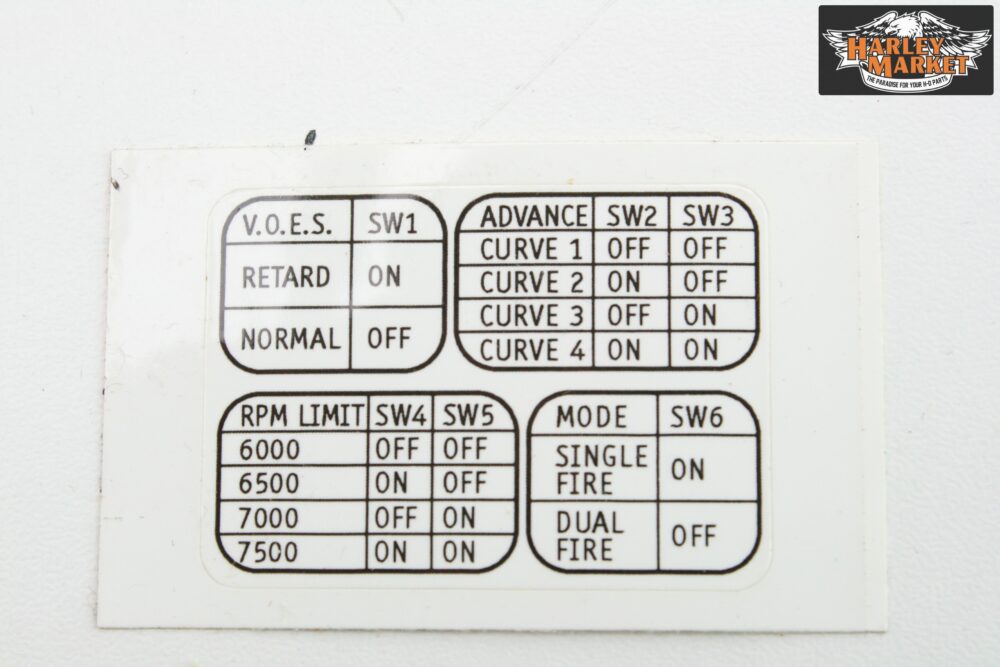 HARLEY
MARKET
THE PARADISE FOR YOUR H-D PARTS
V.O.E.S. SW1
RETARD ON
NORMAL OFF
ADVANCE SW2 SW3
CURVE 1 OFF OFF
CURVE 2 ON OFF
CURVE 3 OFF ON
CURVE 4 ON ON
RPM LIMIT SW4 SW5
6000 OFF OFF
6500 ON OFF
7000 OFF ON
7500 ON ON
MODE SW6
SINGLE
FIRE ON
DUAL
FIRE OFF